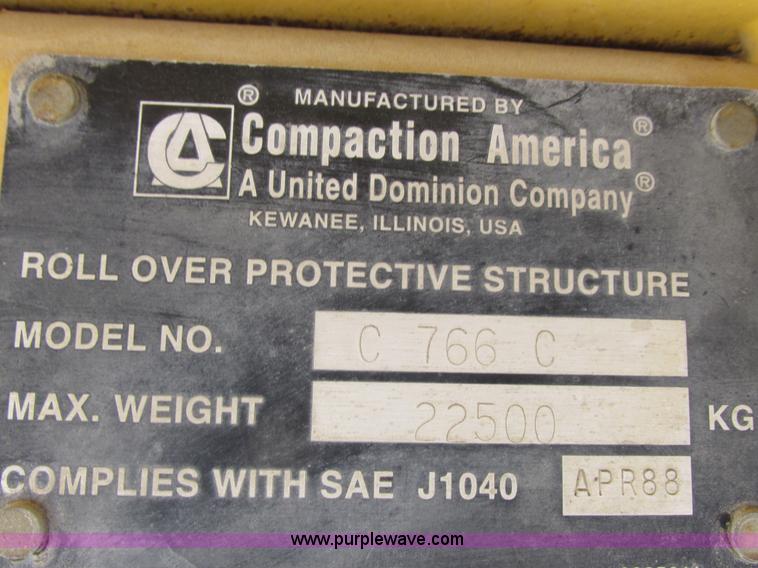 ® MANUFACTURED BY
CA Compaction America®
A United Dominion Company®
KEWANEE, ILLINOIS, USA
ROLL OVER PROTECTIVE STRUCTURE
MODEL NO. C 766 C
MAX. WEIGHT 22500 KG
COMPLIES WITH SAE J1040 APR88
www.purplewave.com